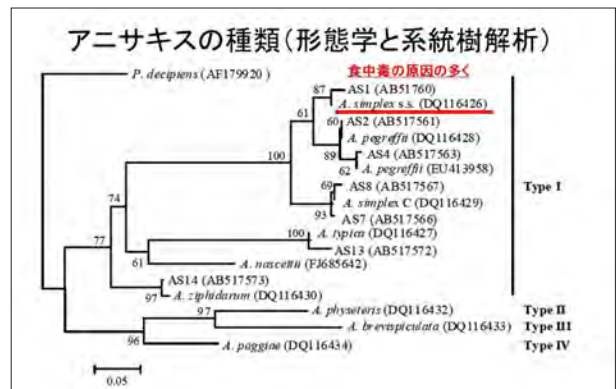 アニサキスの種類(形態学と系統樹解析)
P. decipiens (AF179920)
食中毒の原因の多く
87
AS1 (AB51760)
A. simplex s.s. (DQ116426)
61
60
AS2 (AB517561)
A. pegreffii (DQ116428)
100
89
AS4 (AB517563)
62
A. pegreffii (EU413958)
Type I
69
AS8 (AB517567)
A. simplex C (DQ116429)
74
93
AS7 (AB517566)
A. typica (DQ116427)
100
77
AS13 (AB517572)
61
A. nascettii (FJ685642)
AS14 (AB517573)
97
A. ziphidarum (DQ116430)
97
A. physeteris (DQ116432)
Type II
A. brevispiculata (DQ116433)
Type III
96
A. paggiae (DQ116434)
Type IV
0.05